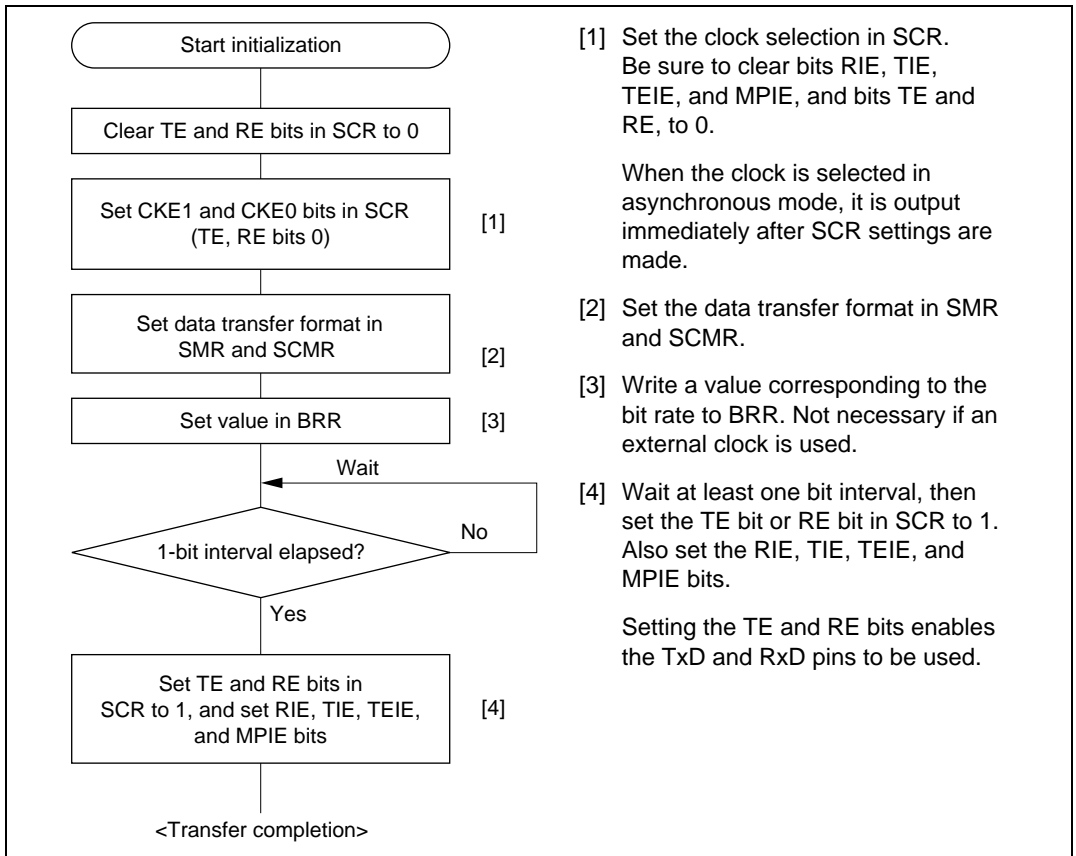 Start initialization
Clear TE and RE bits in SCR to 0
Set CKE1 and CKE0 bits in SCR
(TE, RE bits 0)
[1]
Set data transfer format in
SMR and SCMR
[2]
Set value in BRR
[3]
Wait
No
1-bit interval elapsed?
Yes
Set TE and RE bits in
SCR to 1, and set RIE, TIE, TEIE,
and MPIE bits
[4]
<Transfer completion>
[1] Set the clock selection in SCR.
Be sure to clear bits RIE, TIE,
TEIE, and MPIE, and bits TE and
RE, to 0.
When the clock is selected in
asynchronous mode, it is output
immediately after SCR settings are
made.
[2] Set the data transfer format in SMR
and SCMR.
[3] Write a value corresponding to the
bit rate to BRR. Not necessary if an
external clock is used.
[4] Wait at least one bit interval, then
set the TE bit or RE bit in SCR to 1.
Also set the RIE, TIE, TEIE, and
MPIE bits.
Setting the TE and RE bits enables
the TxD and RxD pins to be used.